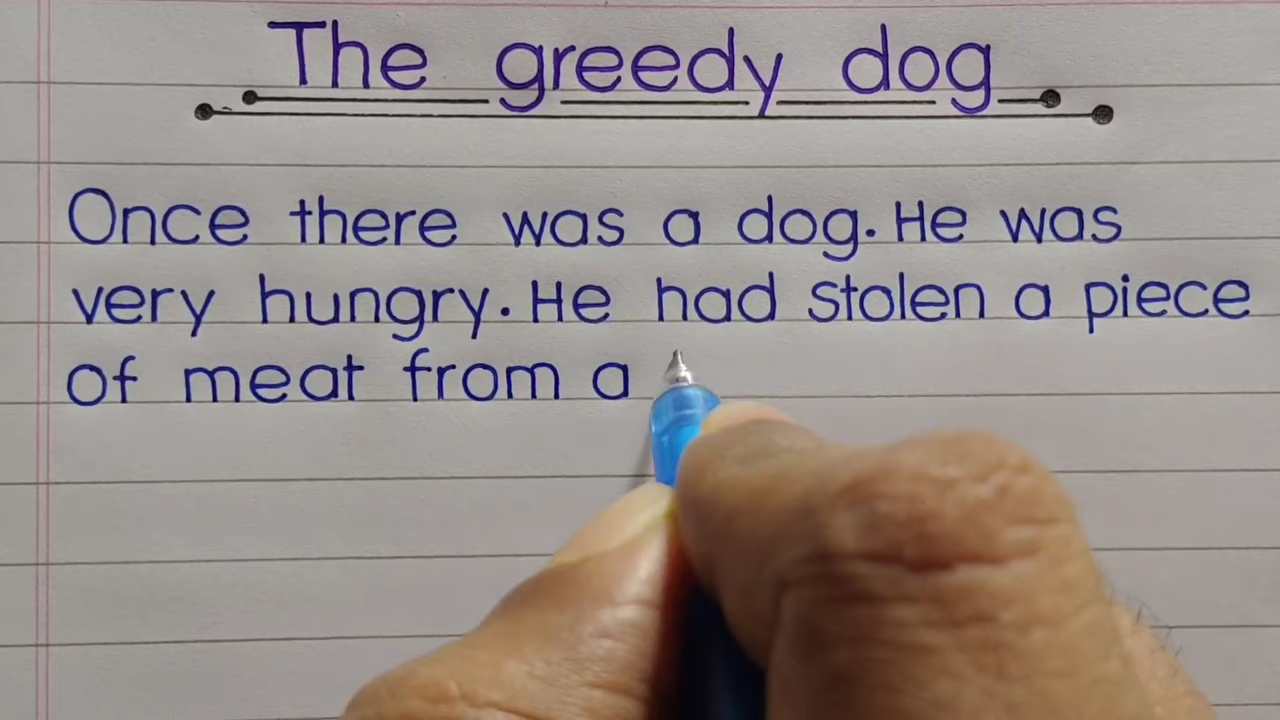 The greedy dog
Once there was a dog. He was
very hungry. He had stolen a piece
of meat from a